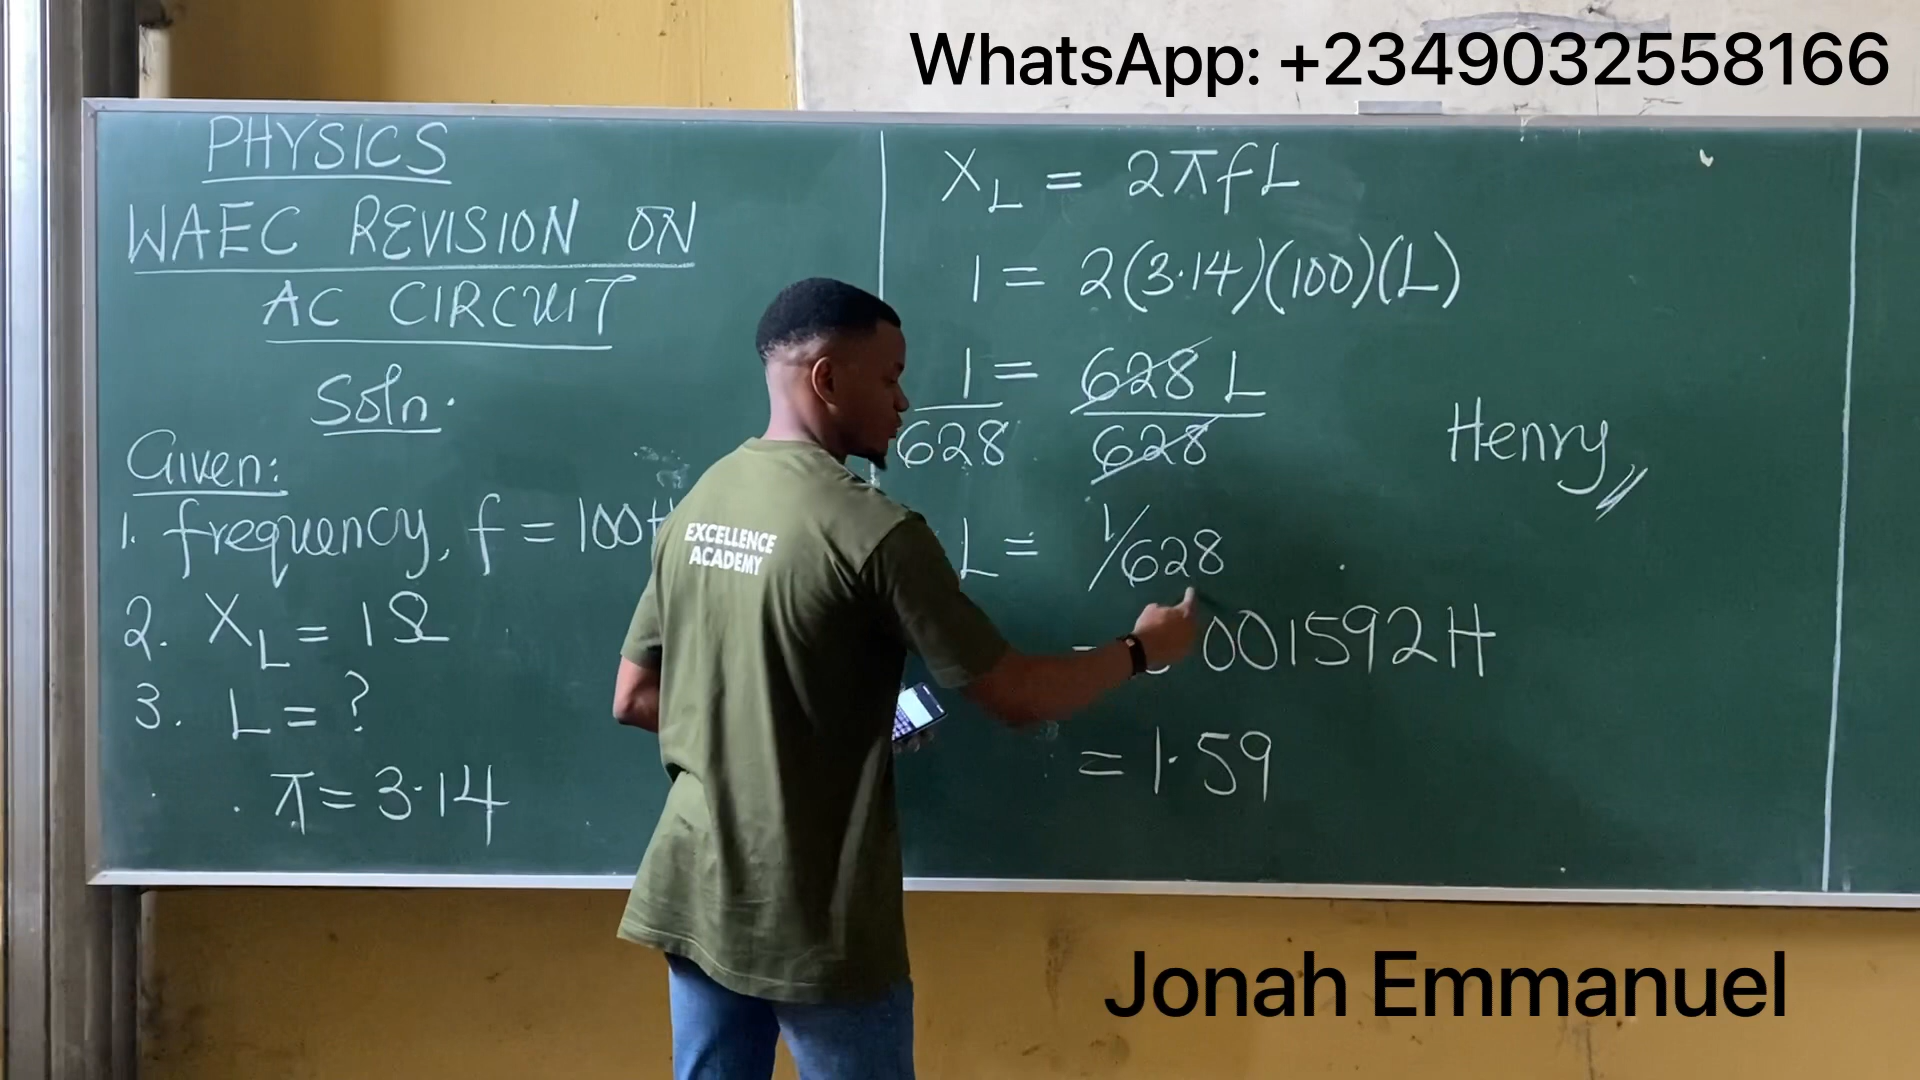 WhatsApp: +2349032558166
PHYSICS
WAEC REVISION ON
AC CIRCUIT
Soln.
Given:
1. frequency, f = 100H
2. X_L = 1Ω
3. L = ?
π = 3.14
X_L = 2πfL
1 = 2(3.14)(100)(L)
1 = 628 L
628 628
L = 1/628
001592H
= 1.59
Henry
EXCELLENCE
ACADEMY
Jonah Emmanuel